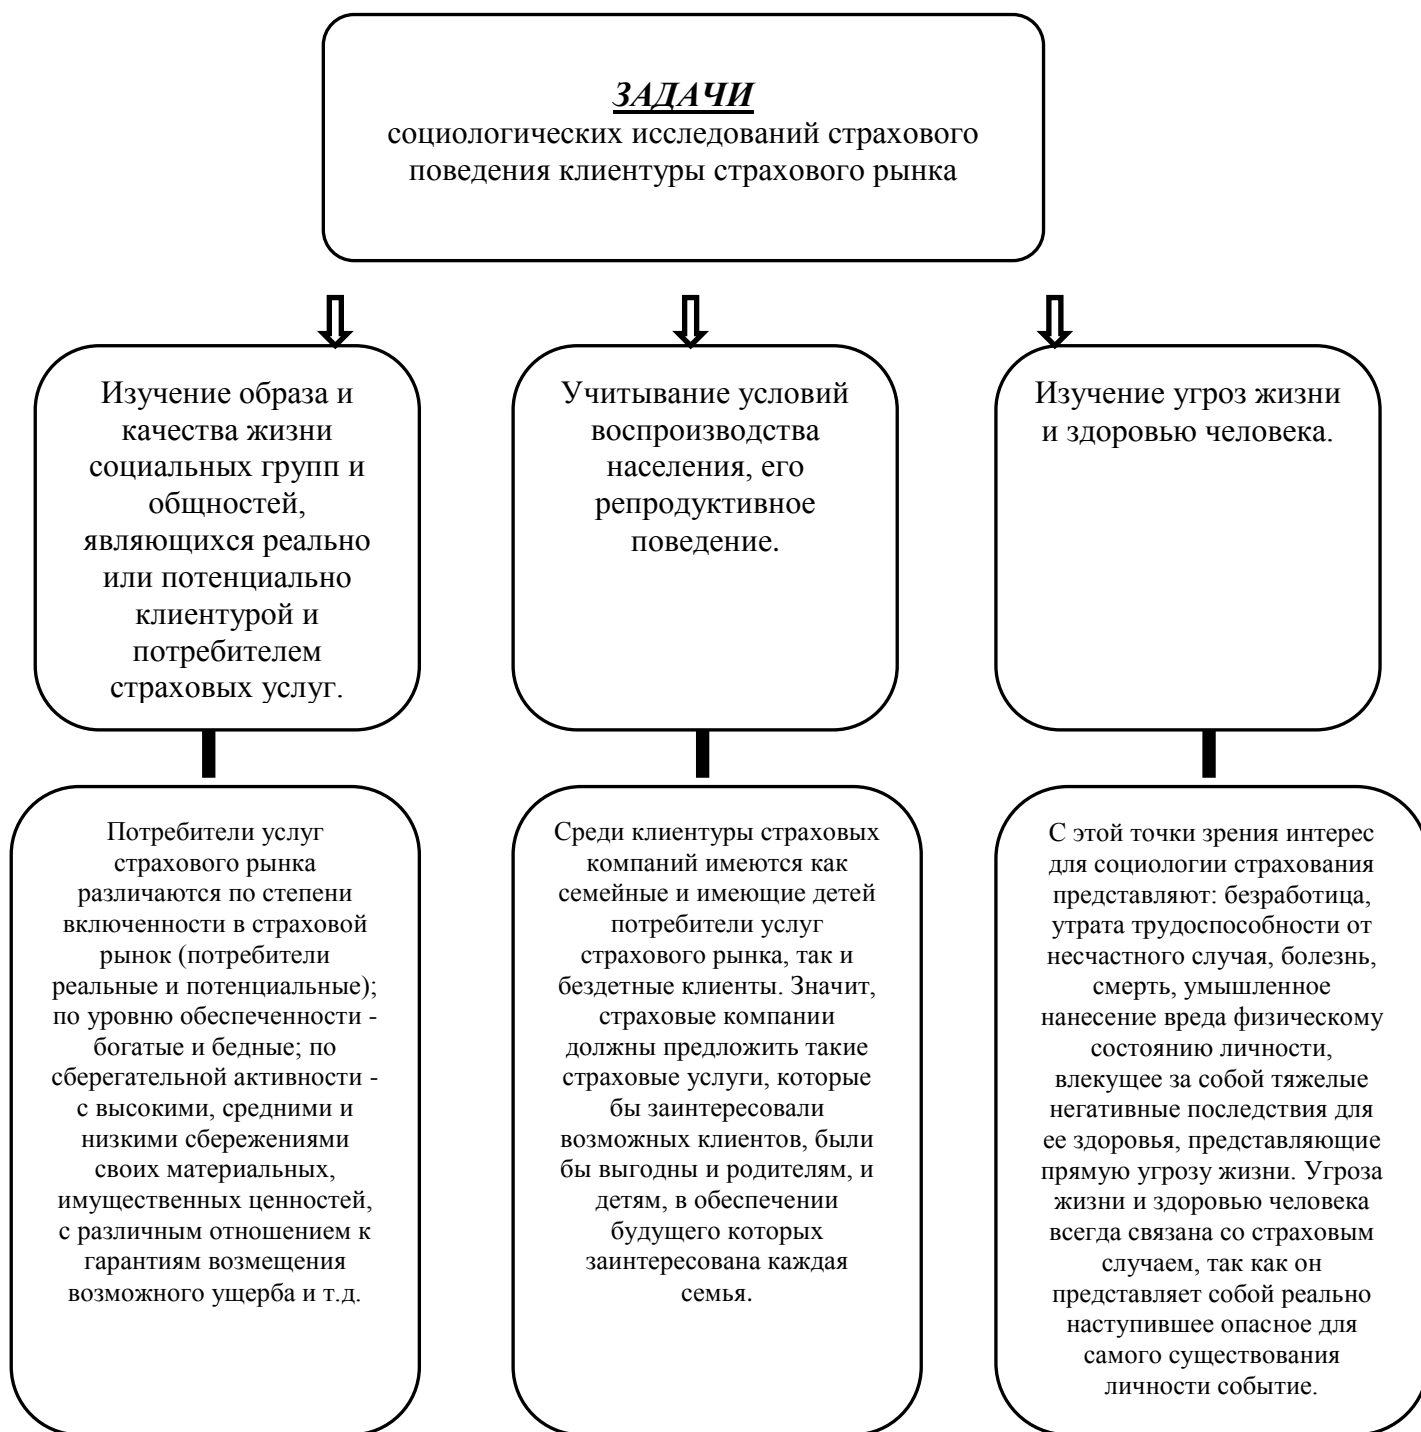 ЗАДАЧИ
социологических исследований страхового
поведения клиентуры страхового рынка
Изучение образа и
качества жизни
социальных групп и
общностей,
являющихся реально
или потенциально
клиентурой и
потребителем
страховых услуг.
Учитывание условий
воспроизводства
населения, его
репродуктивное
поведение.
Изучение угроз жизни
и здоровью человека.
Потребители услуг
страхового рынка
различаются по степени
включенности в страховой
рынок (потребители
реальные и потенциальные);
по уровню обеспеченности -
богатые и бедные; по
сберегательной активности -
с высокими, средними и
низкими сбережениями
своих материальных,
имущественных ценностей,
с различным отношением к
гарантиям возмещения
возможного ущерба и т.д.
Среди клиентуры страховых
компаний имеются как
семейные и имеющие детей
потребители услуг
страхового рынка, так и
бездетные клиенты. Значит,
страховые компании
должны предложить такие
страховые услуги, которые
бы заинтересовали
возможных клиентов, были
бы выгодны и родителям, и
детям, в обеспечении
будущего которых
заинтересована каждая
семья.
С этой точки зрения интерес
для социологии страхования
представляют: безработица,
утрата трудоспособности от
несчастного случая, болезнь,
смерть, умышленное
нанесение вреда физическому
состоянию личности,
влекущее за собой тяжелые
негативные последствия для
ее здоровья, представляющие
прямую угрозу жизни. Угроза
жизни и здоровью человека
всегда связана со страховым
случаем, так как он
представляет собой реально
наступившее опасное для
самого существования
личности событие.